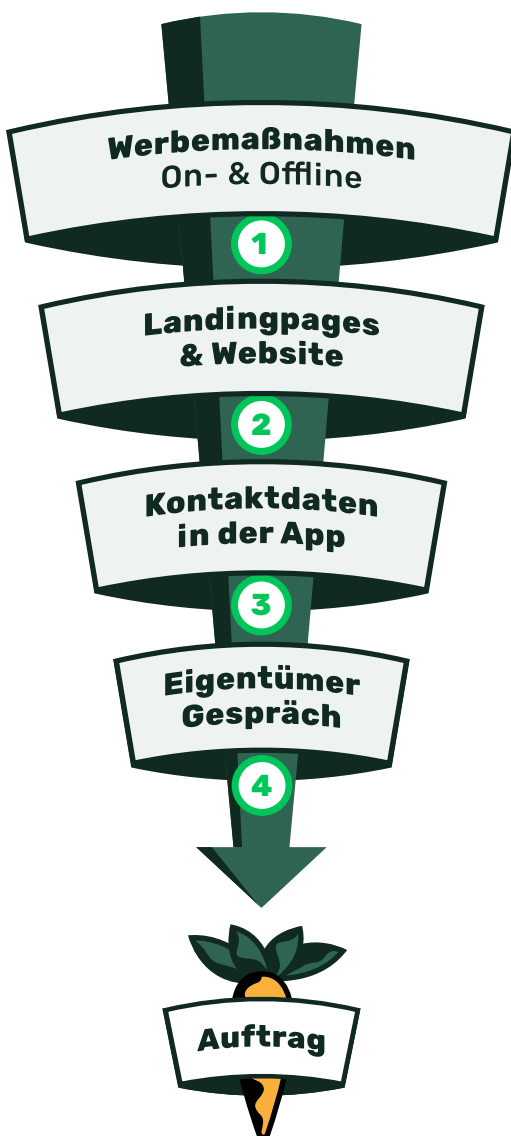 Werbemaßnahmen
On- & Offline
1
Landingpages
& Website
2
Kontaktdaten
in der App
3
Eigentümer
Gespräch
4
Auftrag